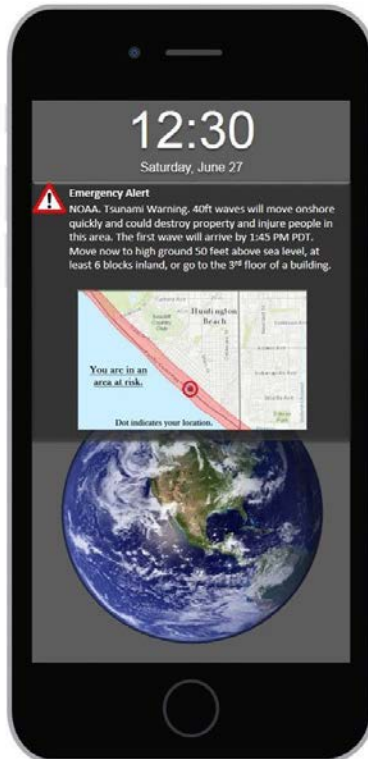 12:30
Saturday, June 27
Emergency Alert
NOAA. Tsunami Warning. 40ft waves will move onshore
quickly and could destroy property and injure people in
this area. The first wave will arrive by 1:45 PM PDT.
Move now to high ground 50 feet above sea level, at
least 6 blocks inland, or go to the 3rd floor of a building.
Huntington
Beach
Seacliff
Country
Club
You are in an
area at risk.
Dot indicates your location.